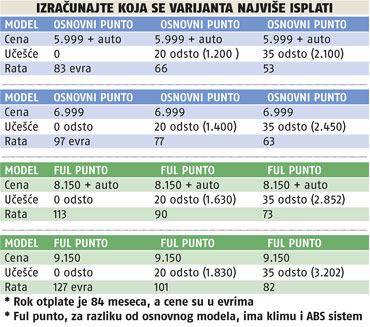 IZRAČUNAJTE KOJA SE VARIJANTA NAJVIŠE ISPLATI
MODEL OSNOVNI PUNTO OSNOVNI PUNTO OSNOVNI PUNTO
Cena 5.999 + auto 5.999 + auto 5.999 + auto
Učešće 0 20 odsto (1.200 ) 35 odsto (2.100)
Rata 83 evra 66 53
MODEL OSNOVNI PUNTO OSNOVNI PUNTO OSNOVNI PUNTO
Cena 6.999 6.999 6.999
Učešće 0 odsto 20 odsto (1.400) 35 odsto (2.450)
Rata 97 evra 77 63
MODEL FUL PUNTO FUL PUNTO FUL PUNTO
Cena 8.150 + auto 8.150 + auto 8.150 + auto
Učešće 0 odsto 20 odsto (1.630) 35 odsto (2.852)
Rata 113 90 73
MODEL FUL PUNTO FUL PUNTO FUL PUNTO
Cena 9.150 9.150 9.150
Učešće 0 odsto 20 odsto (1.830) 35 odsto (3.202)
Rata 127 evra 101 82
* Rok otplate je 84 meseca, a cene su u evrima
* Ful punto, za razliku od osnovnog modela, ima klimu i ABS sistem